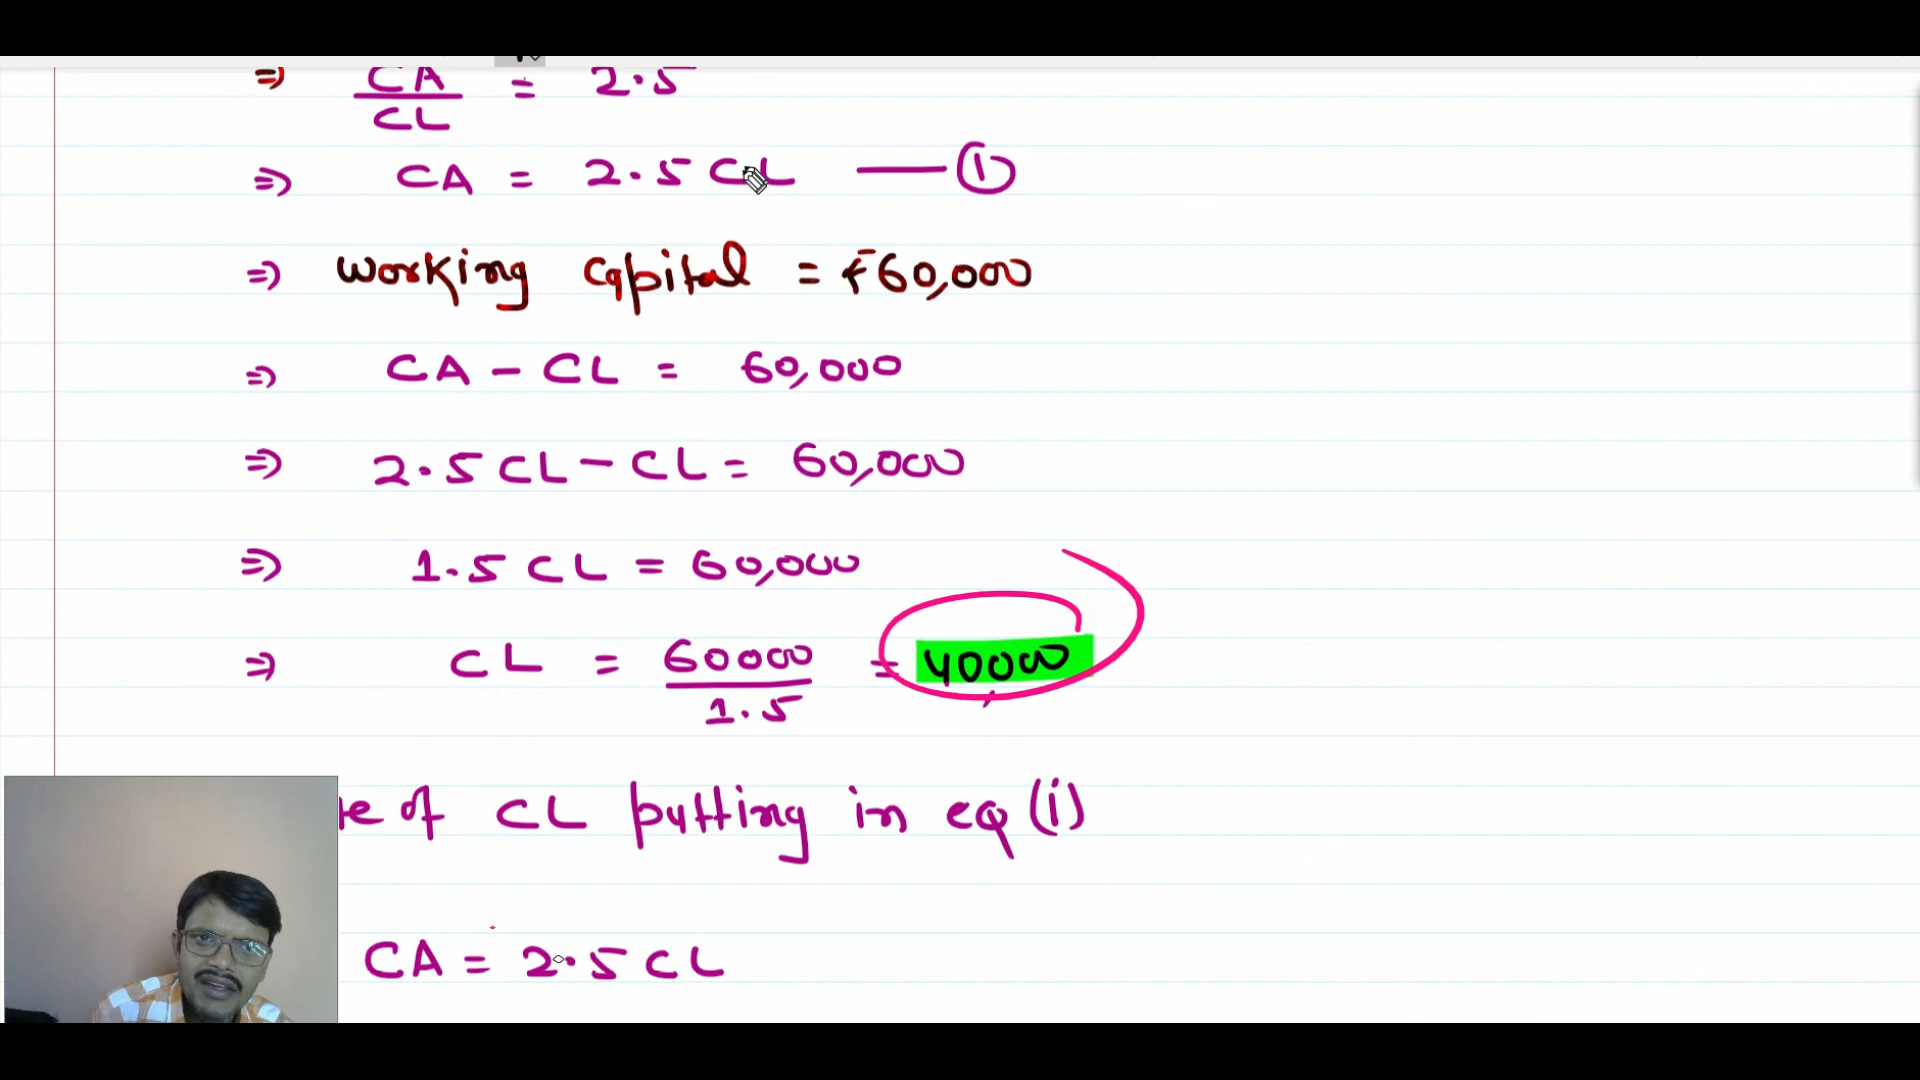 ⇒ CA/CL = 2.5
⇒ CA = 2.5 CL — ①
⇒ working capital = ₹60,000
⇒ CA - CL = 60,000
⇒ 2.5 CL - CL = 60,000
⇒ 1.5 CL = 60,000
⇒ CL = 60000/1.5 = 40000
of CL putting in eq (i)
CA = 2.5 CL